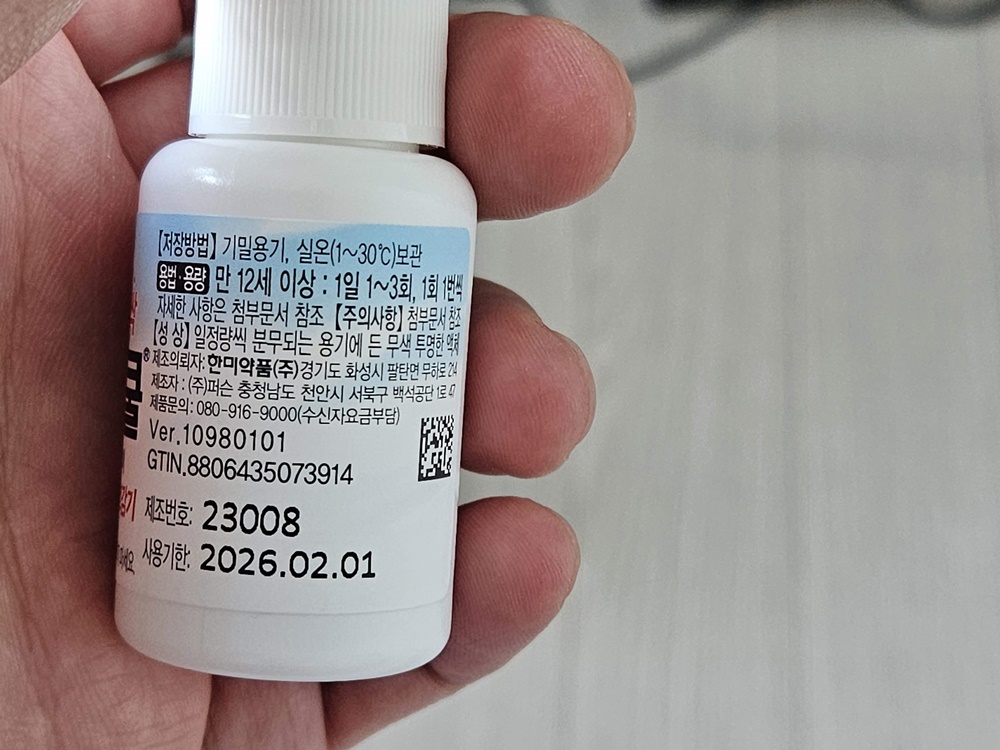 【저장방법】 기밀용기, 실온(1~30℃)보관
용법·용량 만 12세 이상 : 1일 1~3회, 1회 1번씩
자세한 사항은 첨부문서 참조 【주의사항】 첨부문서 참조
【성 상】 일정량씩 분무되는 용기에 든 무색 투명한 액체
제조의뢰자: 한미약품(주) 경기도 화성시 팔탄면 무하로 214
제조자 : (주)퍼슨 충청남도 천안시 서북구 백석공단 1로 47
제품문의 : 080-916-9000(수신자요금부담)
Ver.10980101
GTIN.8806435073914
제조번호: 23008
사용기한: 2026.02.01